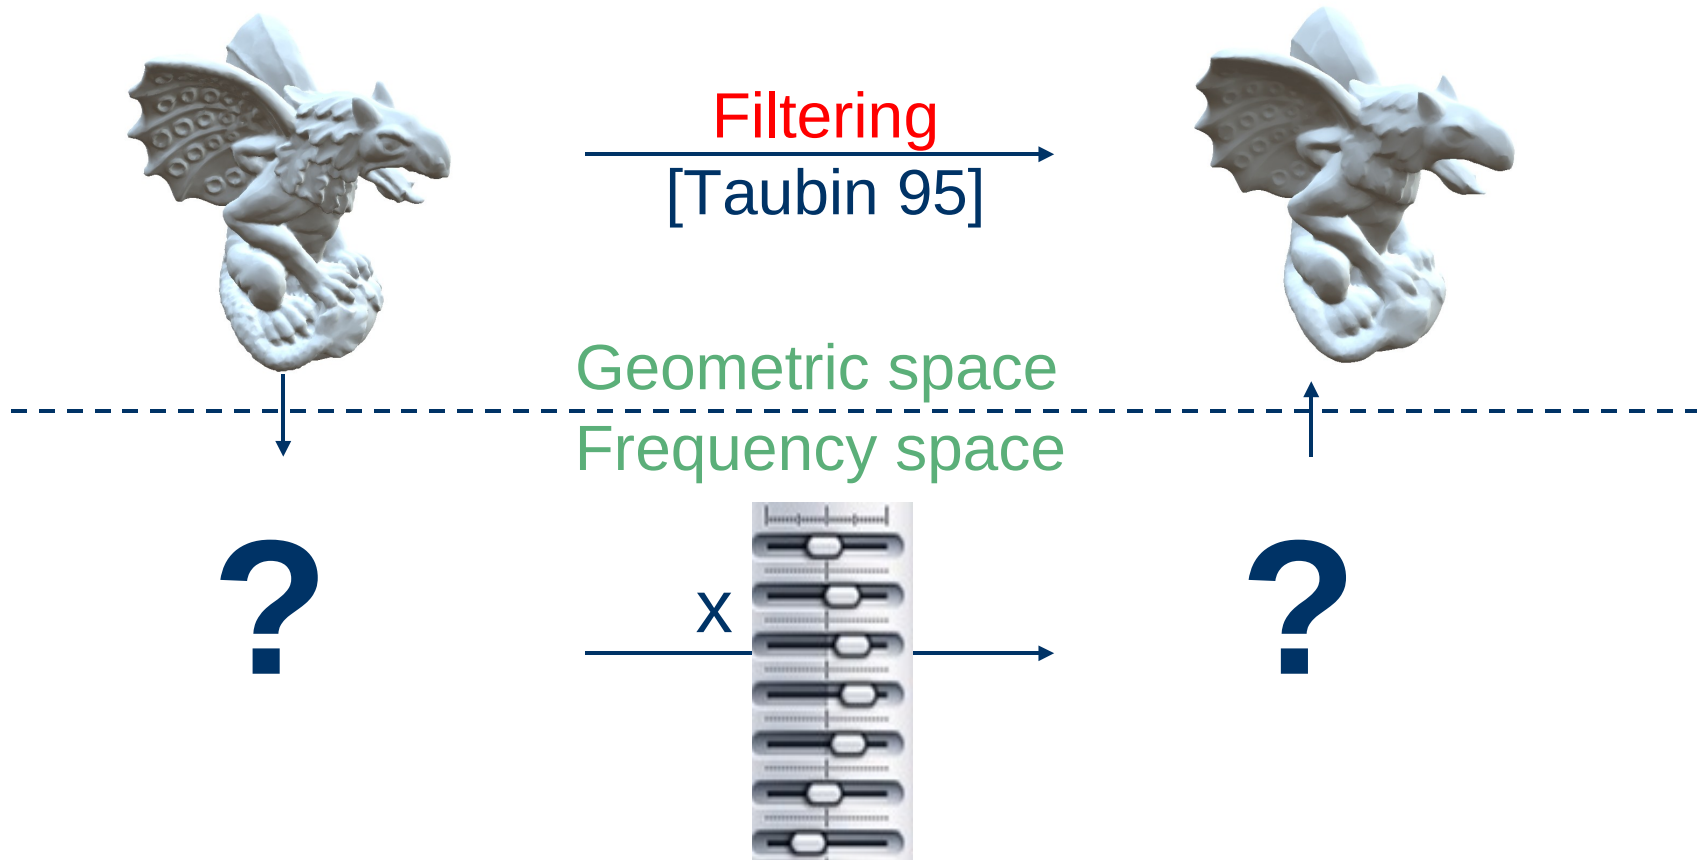 Filtering
[Taubin 95]
Geometric space
Frequency space
?
x
?